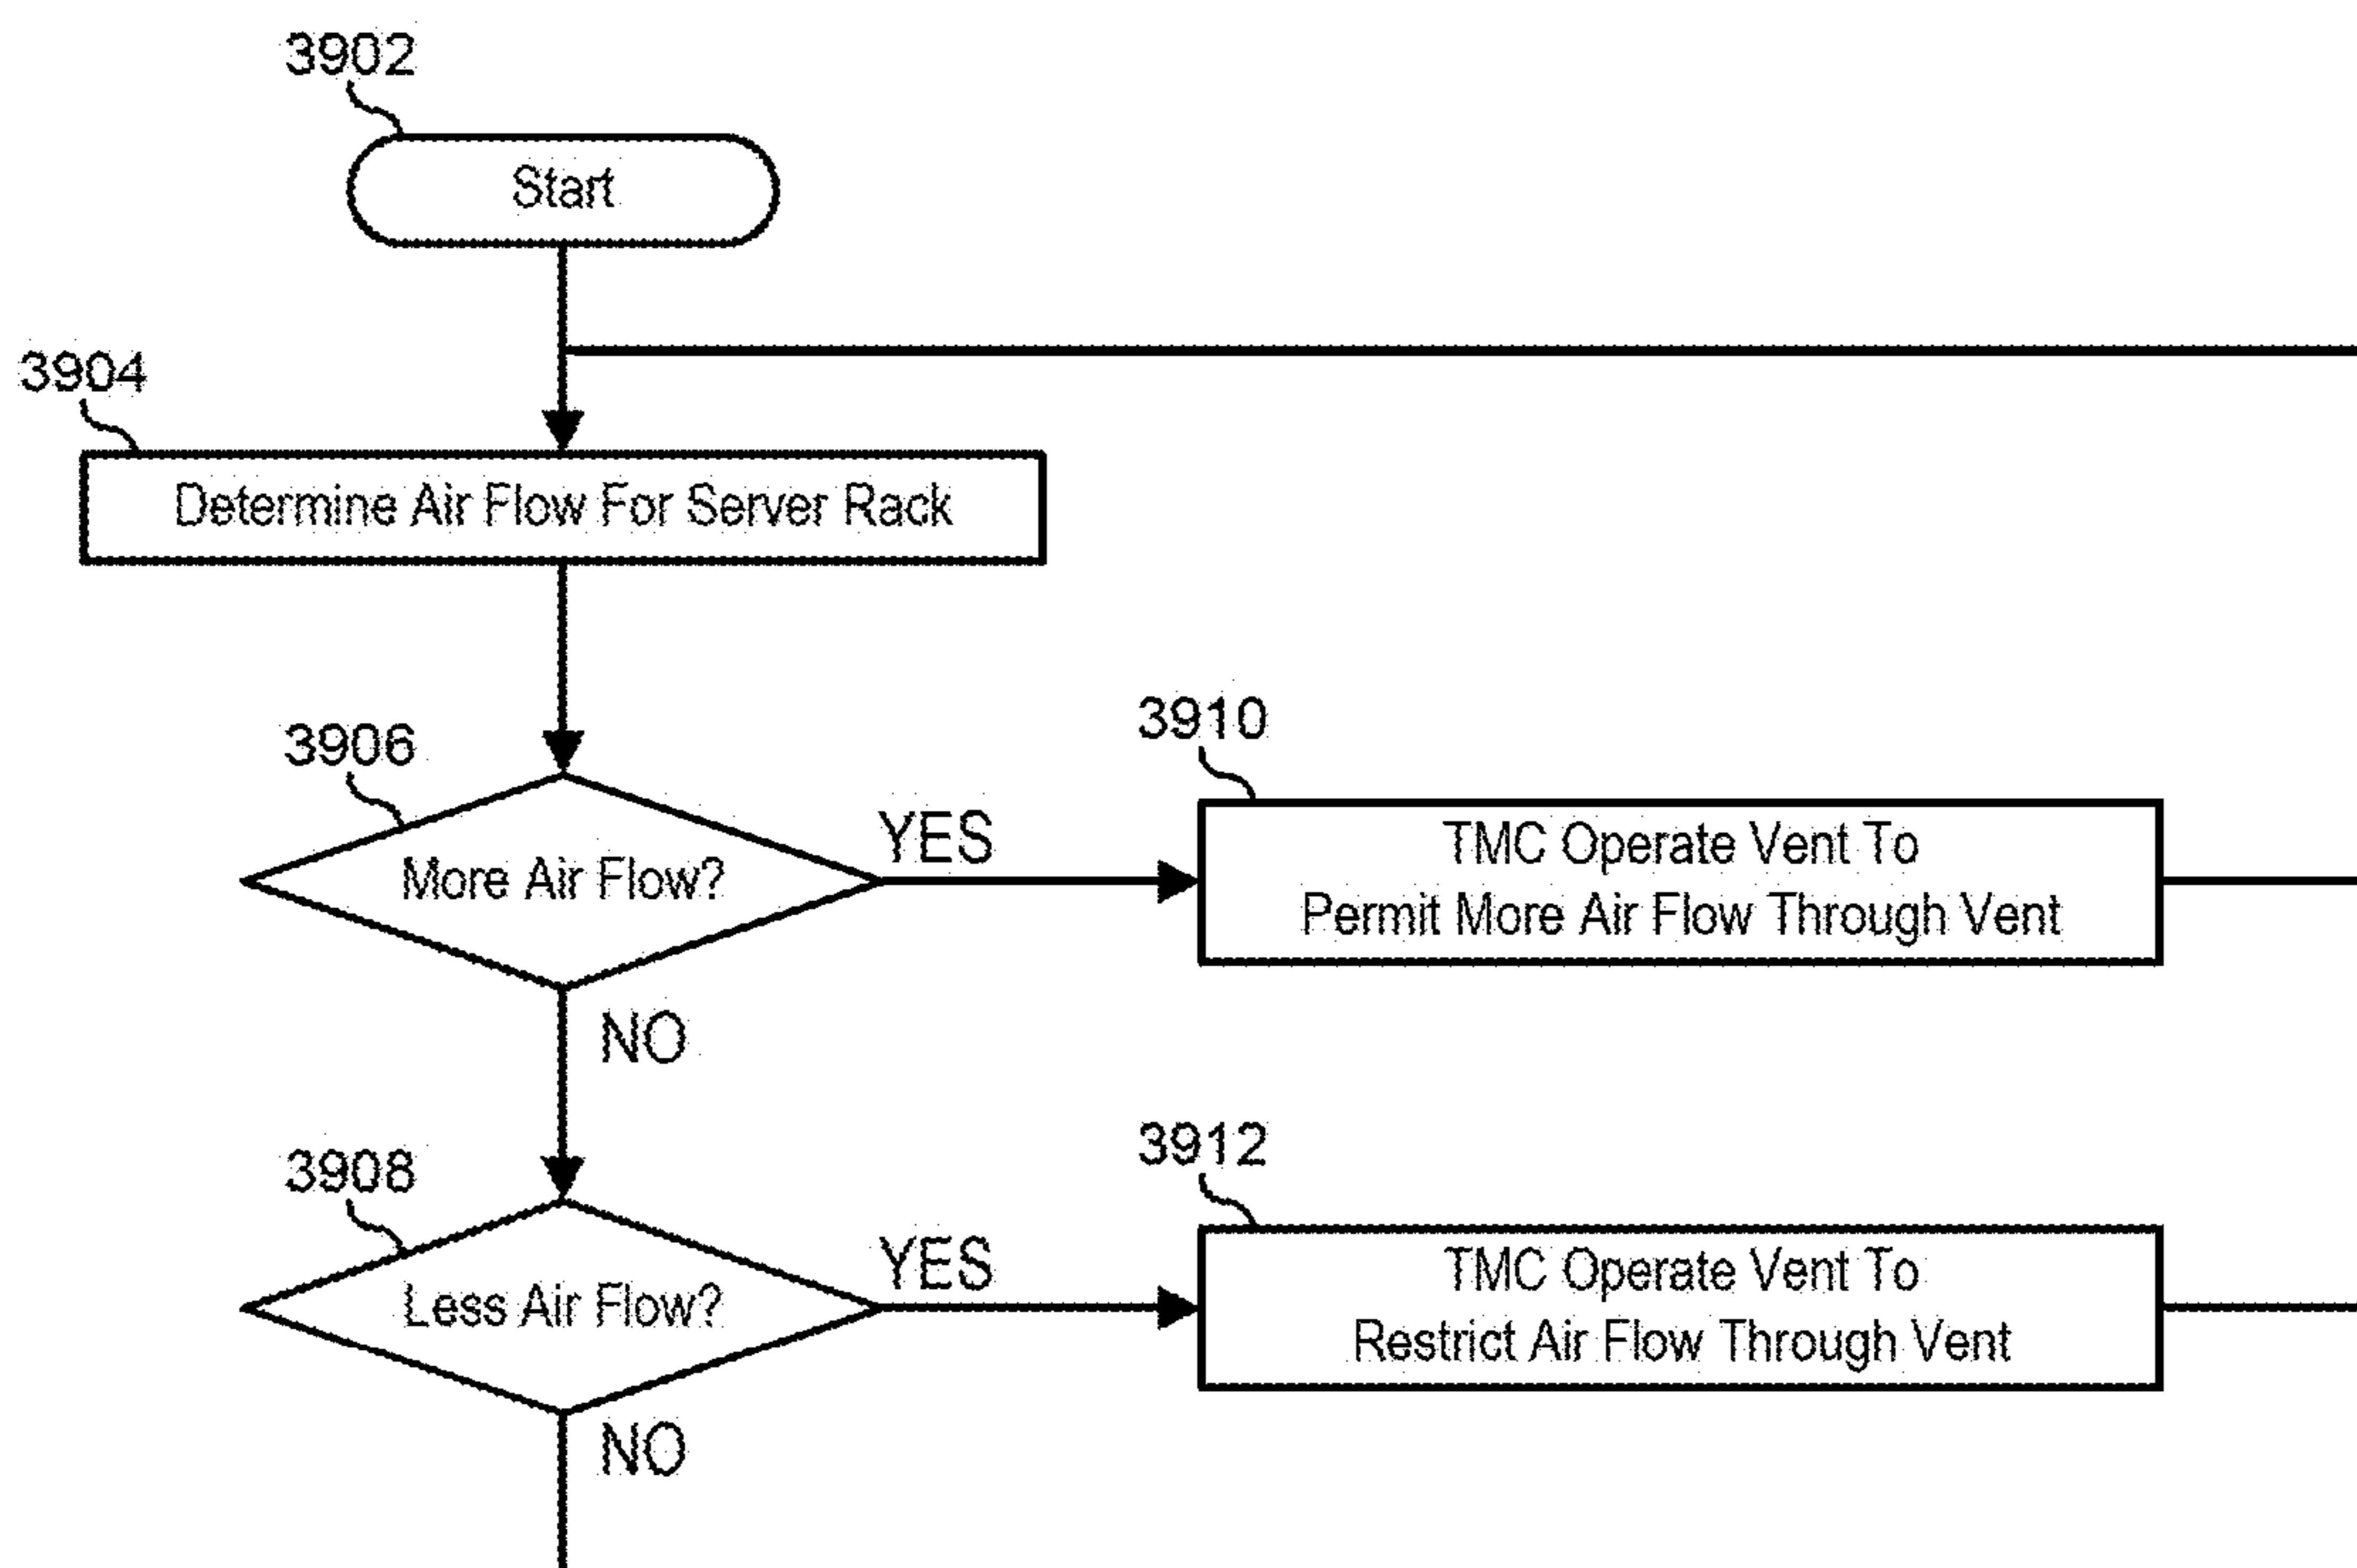 3902
Start
3904
Determine Air Flow For Server Rack
3906
More Air Flow?
YES
3910
TMC Operate Vent To
Permit More Air Flow Through Vent
NO
3908
Less Air Flow?
YES
3912
TMC Operate Vent To
Restrict Air Flow Through Vent
NO